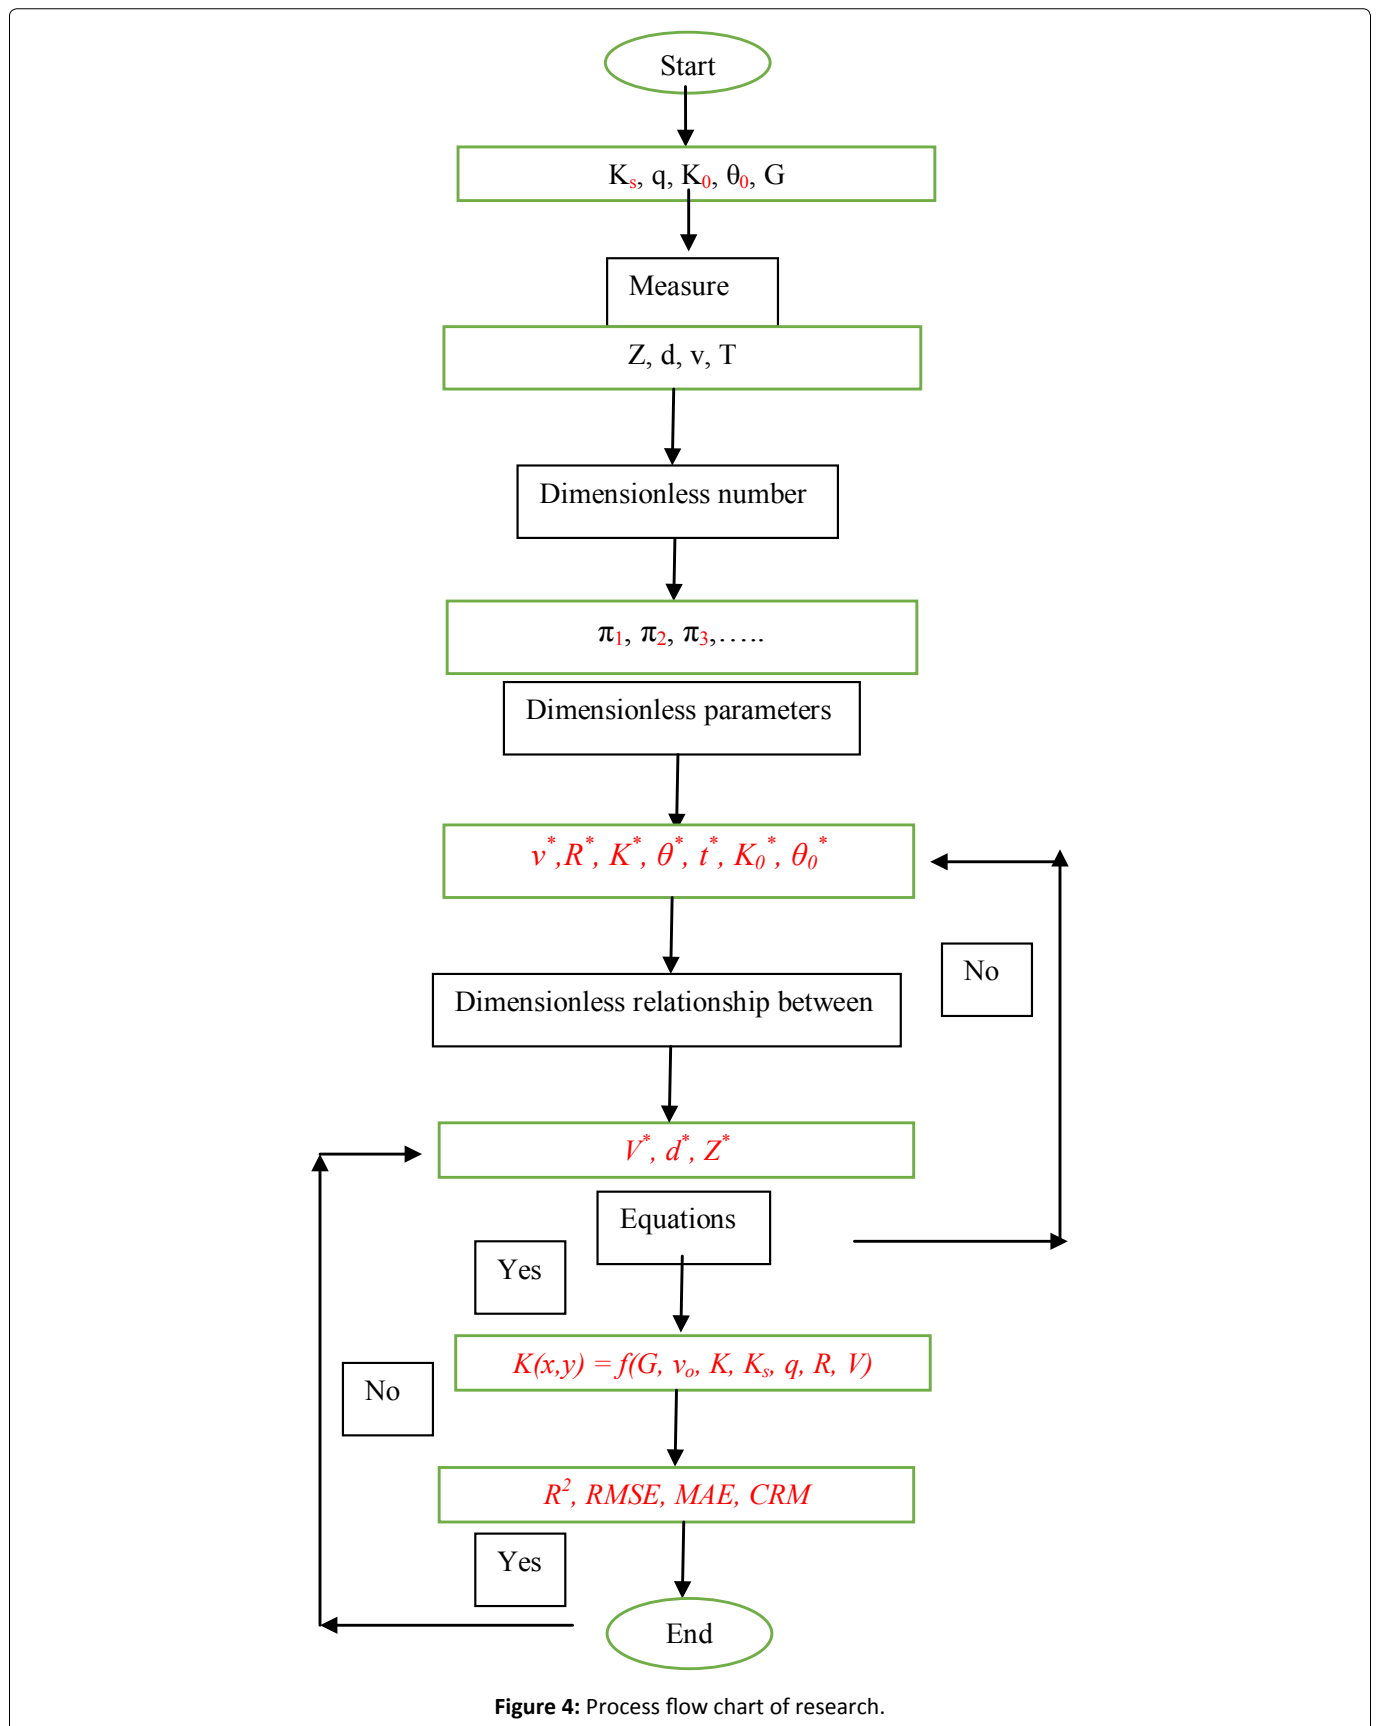 Start
Kₛ, q, K₀, θ₀, G
Measure
Z, d, v, T
Dimensionless number
π₁, π₂, π₃,.....
Dimensionless parameters
v*,R*, K*, θ*, t*, K₀*, θ₀*
No
Dimensionless relationship between
V*, d*, Z*
Equations
Yes
K(x,y) = f(G, vₒ, K, Kₛ, q, R, V)
No
R², RMSE, MAE, CRM
Yes
End
Figure 4: Process flow chart of research.